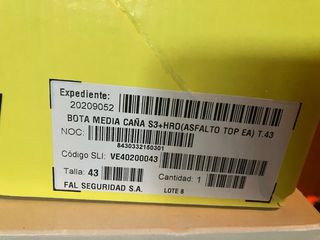 Expediente:
20209052
BOTA MEDIA CAÑA S3+HRO(ASFALTO TOP EA) T.43
NOC:
8430332150301
Código SLI: VE40200043
Talla: 43
Cantidad: 1
FAL SEGURIDAD S.A.
LOTE 8